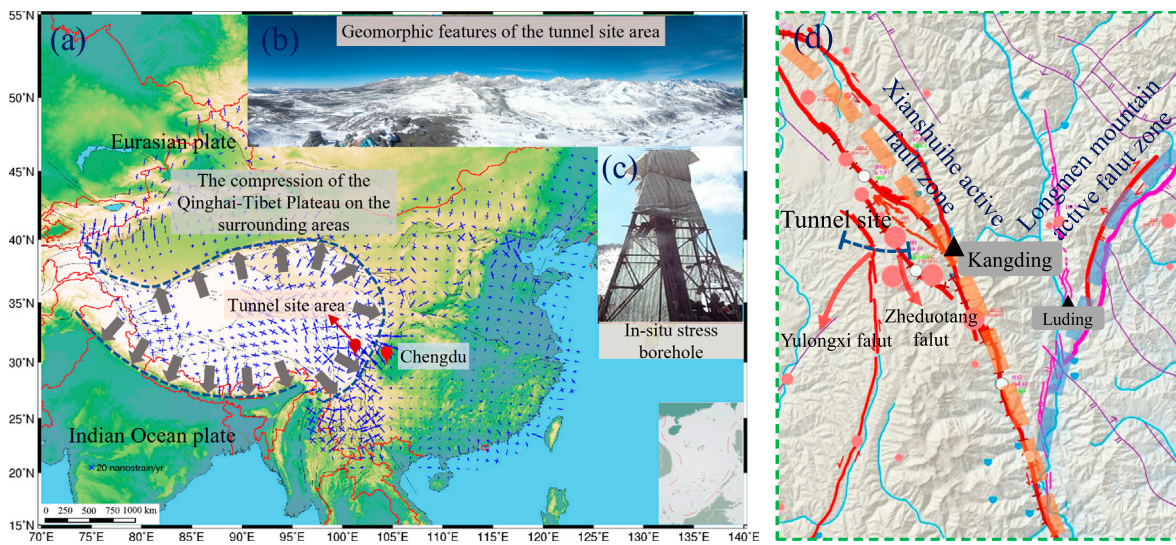 (a)
(b)
Geomorphic features of the tunnel site area
Eurasian plate
The compression of the
Qinghai-Tibet Plateau on the
surrounding areas
Tunnel site area
Chengdu
Indian Ocean plate
20 nanostrain/yr
0 250 500 750 1000 km
55°N
50°N
45°N
40°N
35°N
30°N
25°N
20°N
15°N
70°E 75°E 80°E 85°E 90°E 95°E 100°E 105°E 110°E 115°E 120°E 125°E 130°E 135°E 140°E
(c)
In-situ stress
borehole
(d)
Xianshuihe active
fault zone
Longmen mountain
active falut zone
Tunnel site
Kangding
Luding
Yulongxi falut
Zheduotang
falut